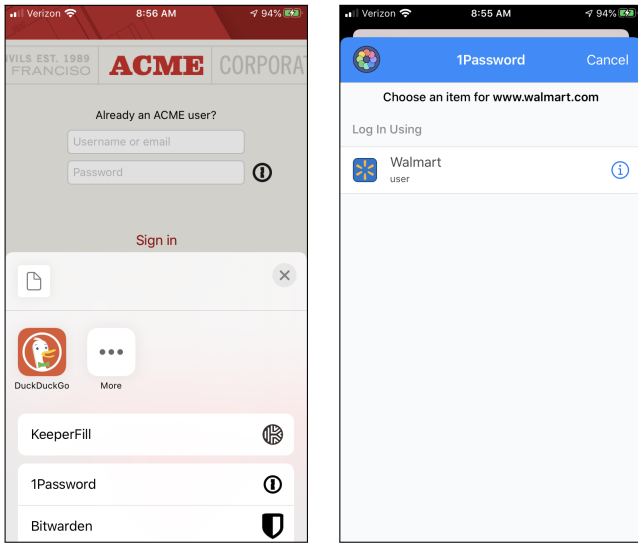 Verizon 8:56 AM 94%
IVILS EST. 1989
FRANCISO
ACME
CORPORA
Already an ACME user?
Username or email
Password
Sign in
DuckDuckGo
More
KeeperFill
1Password
Bitwarden
Verizon 8:55 AM 94%
1Password
Cancel
Choose an item for www.walmart.com
Log In Using
Walmart
user